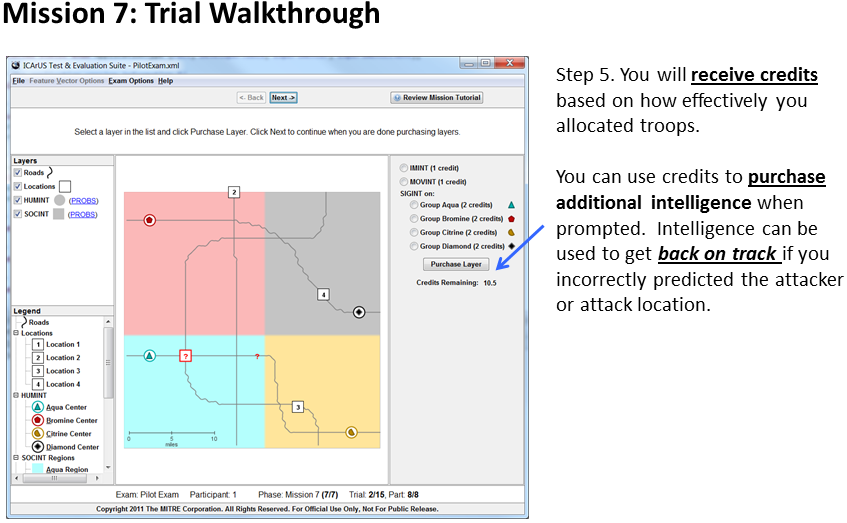 Mission 7: Trial Walkthrough
ICArUS Test & Evaluation Suite - PilotExam.xml
File Feature Vector Options Exam Options Help
<- Back Next -> Review Mission Tutorial
Select a layer in the list and click Purchase Layer. Click Next to continue when you are done purchasing layers.
Layers
Roads
Locations
HUMINT (PROBS)
SOCINT (PROBS)
Legend
Roads
Locations
1 Location 1
2 Location 2
3 Location 3
4 Location 4
HUMINT
Aqua Center
Bromine Center
Citrine Center
Diamond Center
SOCINT Regions
Aqua Region
2
4
?
?
3
0 5 10
miles
IMINT (1 credit)
MOVINT (1 credit)
SIGINT on:
Group Aqua (2 credits)
Group Bromine (2 credits)
Group Citrine (2 credits)
Group Diamond (2 credits)
Purchase Layer
Credits Remaining: 10.5
Exam: Pilot Exam Participant: 1 Phase: Mission 7 (7/7) Trial: 2/15, Part: 8/8
Copyright 2011 The MITRE Corporation. All Rights Reserved. For Official Use Only, Not For Public Release.
Step 5. You will receive credits
based on how effectively you
allocated troops.
You can use credits to purchase
additional intelligence when
prompted. Intelligence can be
used to get back on track if you
incorrectly predicted the attacker
or attack location.